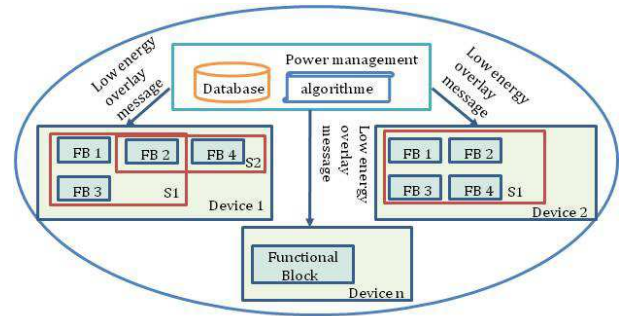 Power management
Database
algorithme
Low energy
overlay
message
Low energy
overlay
message
Low energy
overlay
message
FB 1
FB 2
FB 4
S2
FB 3
S1
Device 1
FB 1
FB 2
FB 3
FB 4
S1
Device 2
Functional
Block
Device n